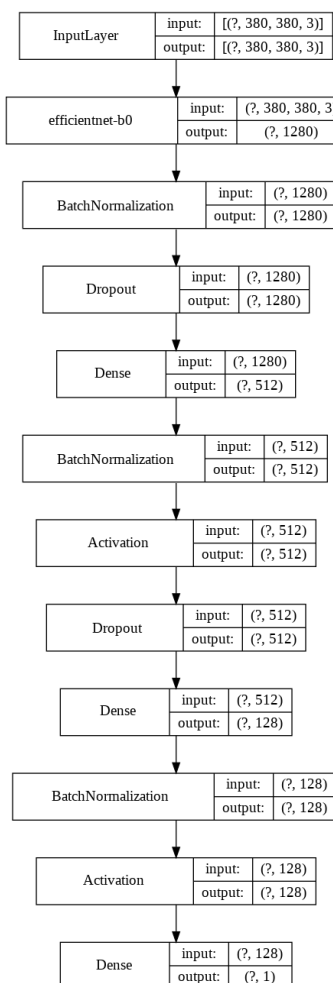 InputLayer
input: [(?, 380, 380, 3)]
output: [(?, 380, 380, 3)]
efficientnet-b0
input: (?, 380, 380, 3
output: (?, 1280)
BatchNormalization
input: (?, 1280)
output: (?, 1280)
Dropout
input: (?, 1280)
output: (?, 1280)
Dense
input: (?, 1280)
output: (?, 512)
BatchNormalization
input: (?, 512)
output: (?, 512)
Activation
input: (?, 512)
output: (?, 512)
Dropout
input: (?, 512)
output: (?, 512)
Dense
input: (?, 512)
output: (?, 128)
BatchNormalization
input: (?, 128)
output: (?, 128)
Activation
input: (?, 128)
output: (?, 128)
Dense
input: (?, 128)
output: (?, 1)